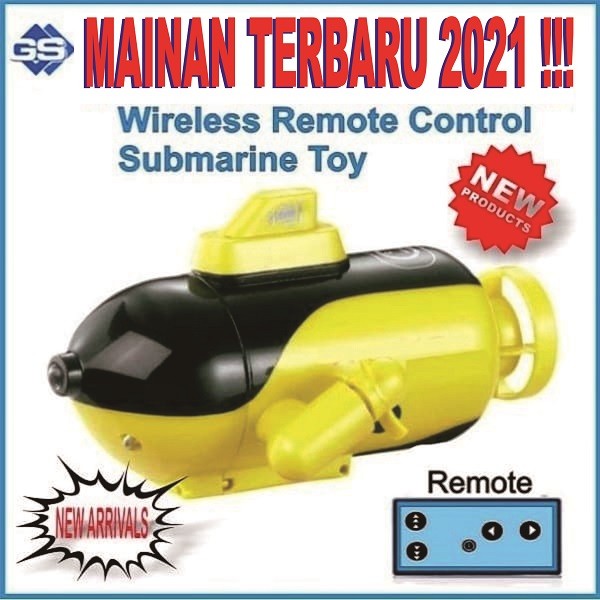 GS
MAINAN TERBARU 2021 !!!
Wireless Remote Control
Submarine Toy
NEW
PRODUCTS
NEW ARRIVALS
Remote